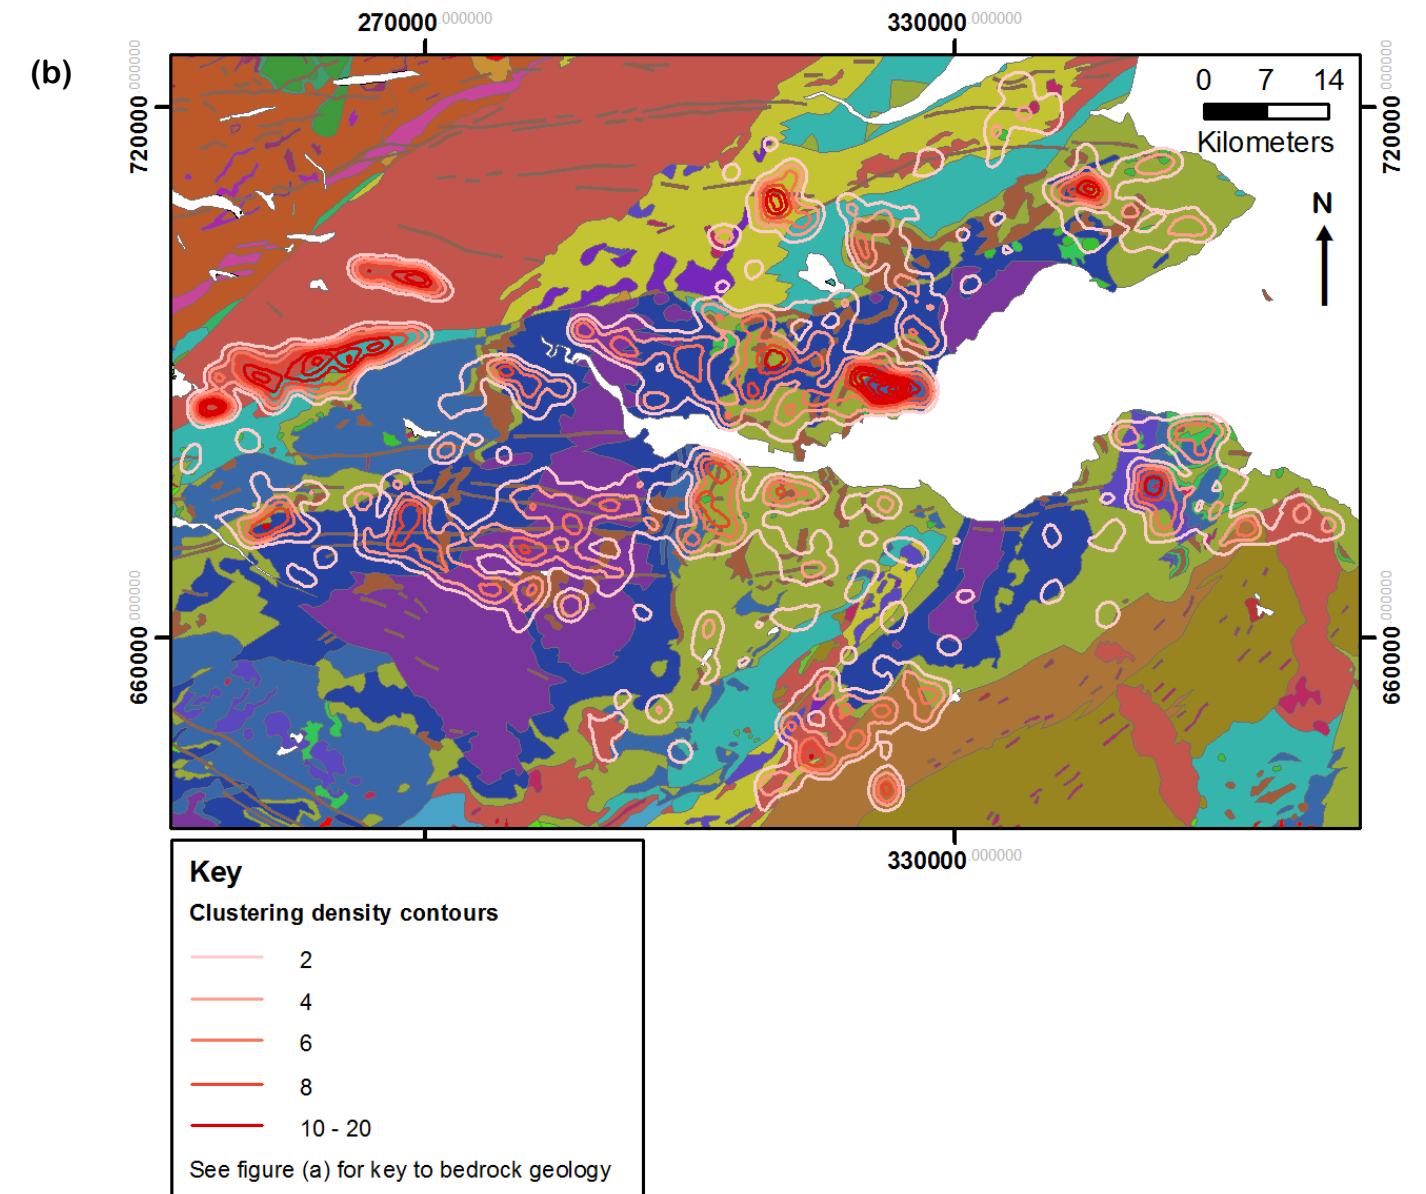 (b)
270000.000000
330000.000000
720000.000000
720000.000000
0 7 14
Kilometers
N
660000.000000
660000.000000
330000.000000
Key
Clustering density contours
2
4
6
8
10 - 20
See figure (a) for key to bedrock geology